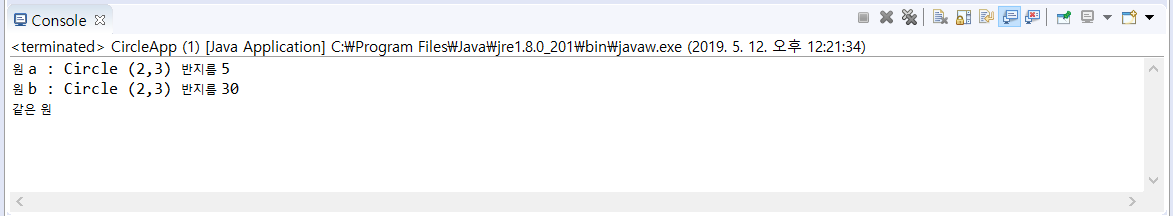 Console
<terminated> CircleApp (1) [Java Application] C:₩Program Files₩Java₩jre1.8.0_201₩bin₩javaw.exe (2019. 5. 12. 오후 12:21:34)
원 a : Circle (2,3) 반지름 5
원 b : Circle (2,3) 반지름 30
같은 원